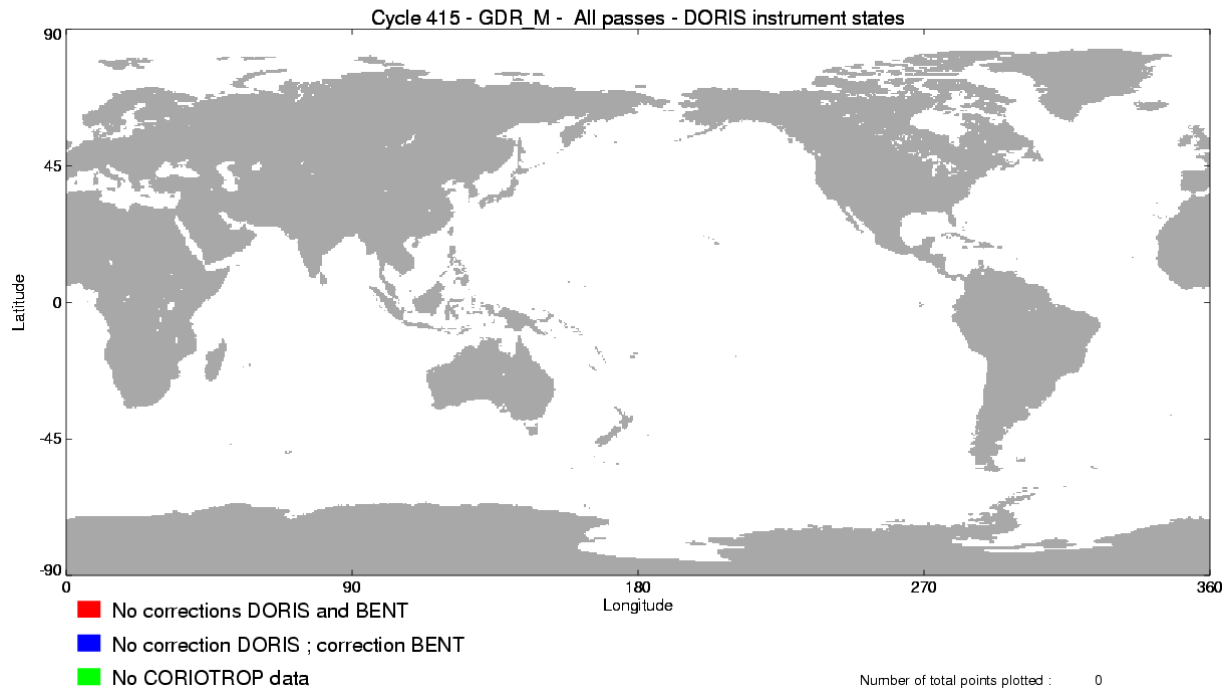 Cycle 415 - GDR_M - All passes - DORIS instrument states
90
45
0
-45
-90
Latitude
0 90 180 270 360
Longitude
No corrections DORIS and BENT
No correction DORIS ; correction BENT
No CORIOTROP data
Number of total points plotted : 0